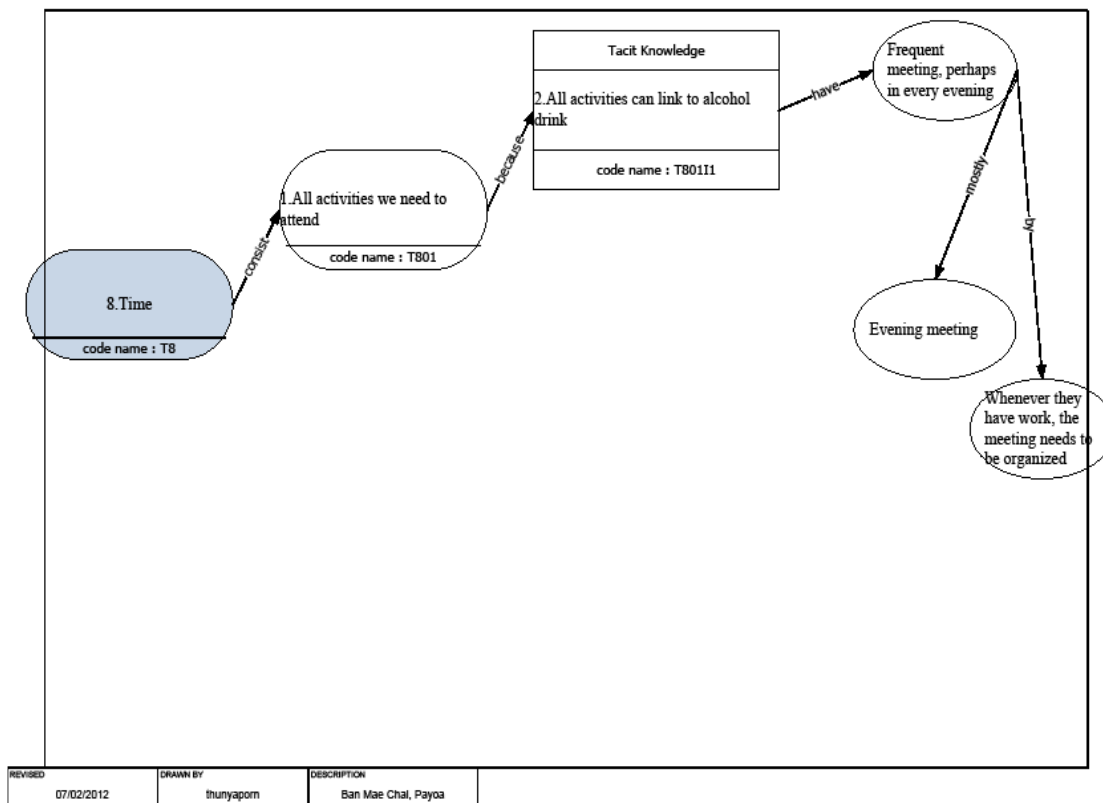 Tacit Knowledge
2.All activities can link to alcohol
drink
code name : T801I1
have
Frequent
meeting, perhaps
in every evening
because
mostly
by
1.All activities we need to
attend
code name : T801
consist
8.Time
code name : T8
Evening meeting
Whenever they
have work, the
meeting needs to
be organized
REVISED
07/02/2012
DRAWN BY
thunyaporn
DESCRIPTION
Ban Mae Chai, Payoa